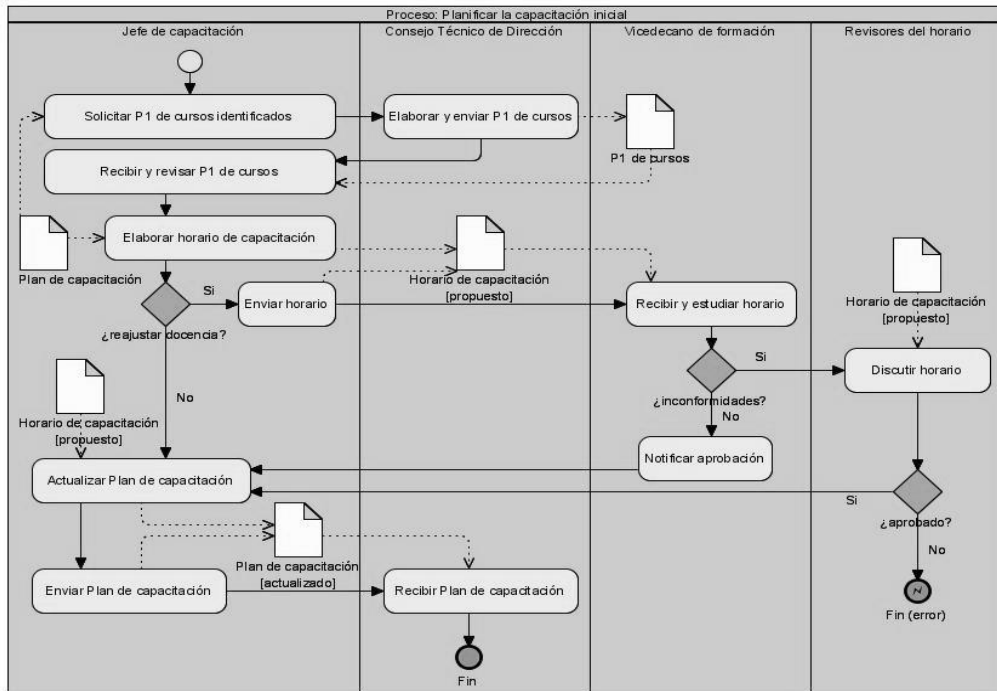 Proceso: Planificar la capacitación inicial
Jefe de capacitación
Consejo Técnico de Dirección
Vicedecano de formación
Revisores del horario
Solicitar P1 de cursos identificados
Elaborar y enviar P1 de cursos
P1 de cursos
Recibir y revisar P1 de cursos
Plan de capacitación
Elaborar horario de capacitación
Horario de capacitación
[propuesto]
Horario de capacitación
[propuesto]
Si
Enviar horario
Recibir y estudiar horario
¿reajustar docencia?
Si
Discutir horario
¿inconformidades?
No
No
Horario de capacitación
[propuesto]
Notificar aprobación
Actualizar Plan de capacitación
Si
¿aprobado?
No
Plan de capacitación
[actualizado]
Enviar Plan de capacitación
Recibir Plan de capacitación
Fin (error)
Fin